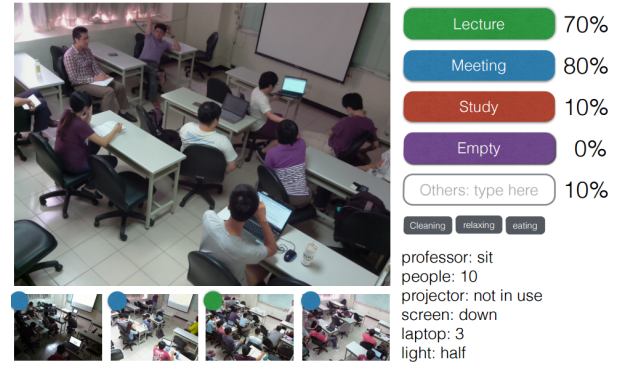 Lecture 70%
Meeting 80%
Study 10%
Empty 0%
Others: type here 10%
Cleaning relaxing eating
professor: sit
people: 10
projector: not in use
screen: down
laptop: 3
light: half